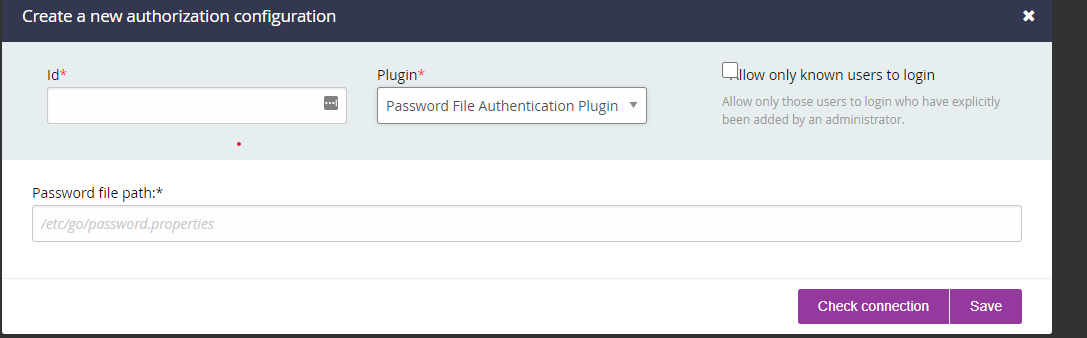 Create a new authorization configuration
Id*
Plugin*
Allow only known users to login
Password File Authentication Plugin
Allow only those users to login who have explicitly
been added by an administrator.
Password file path:*
/etc/go/password.properties
Check connection
Save